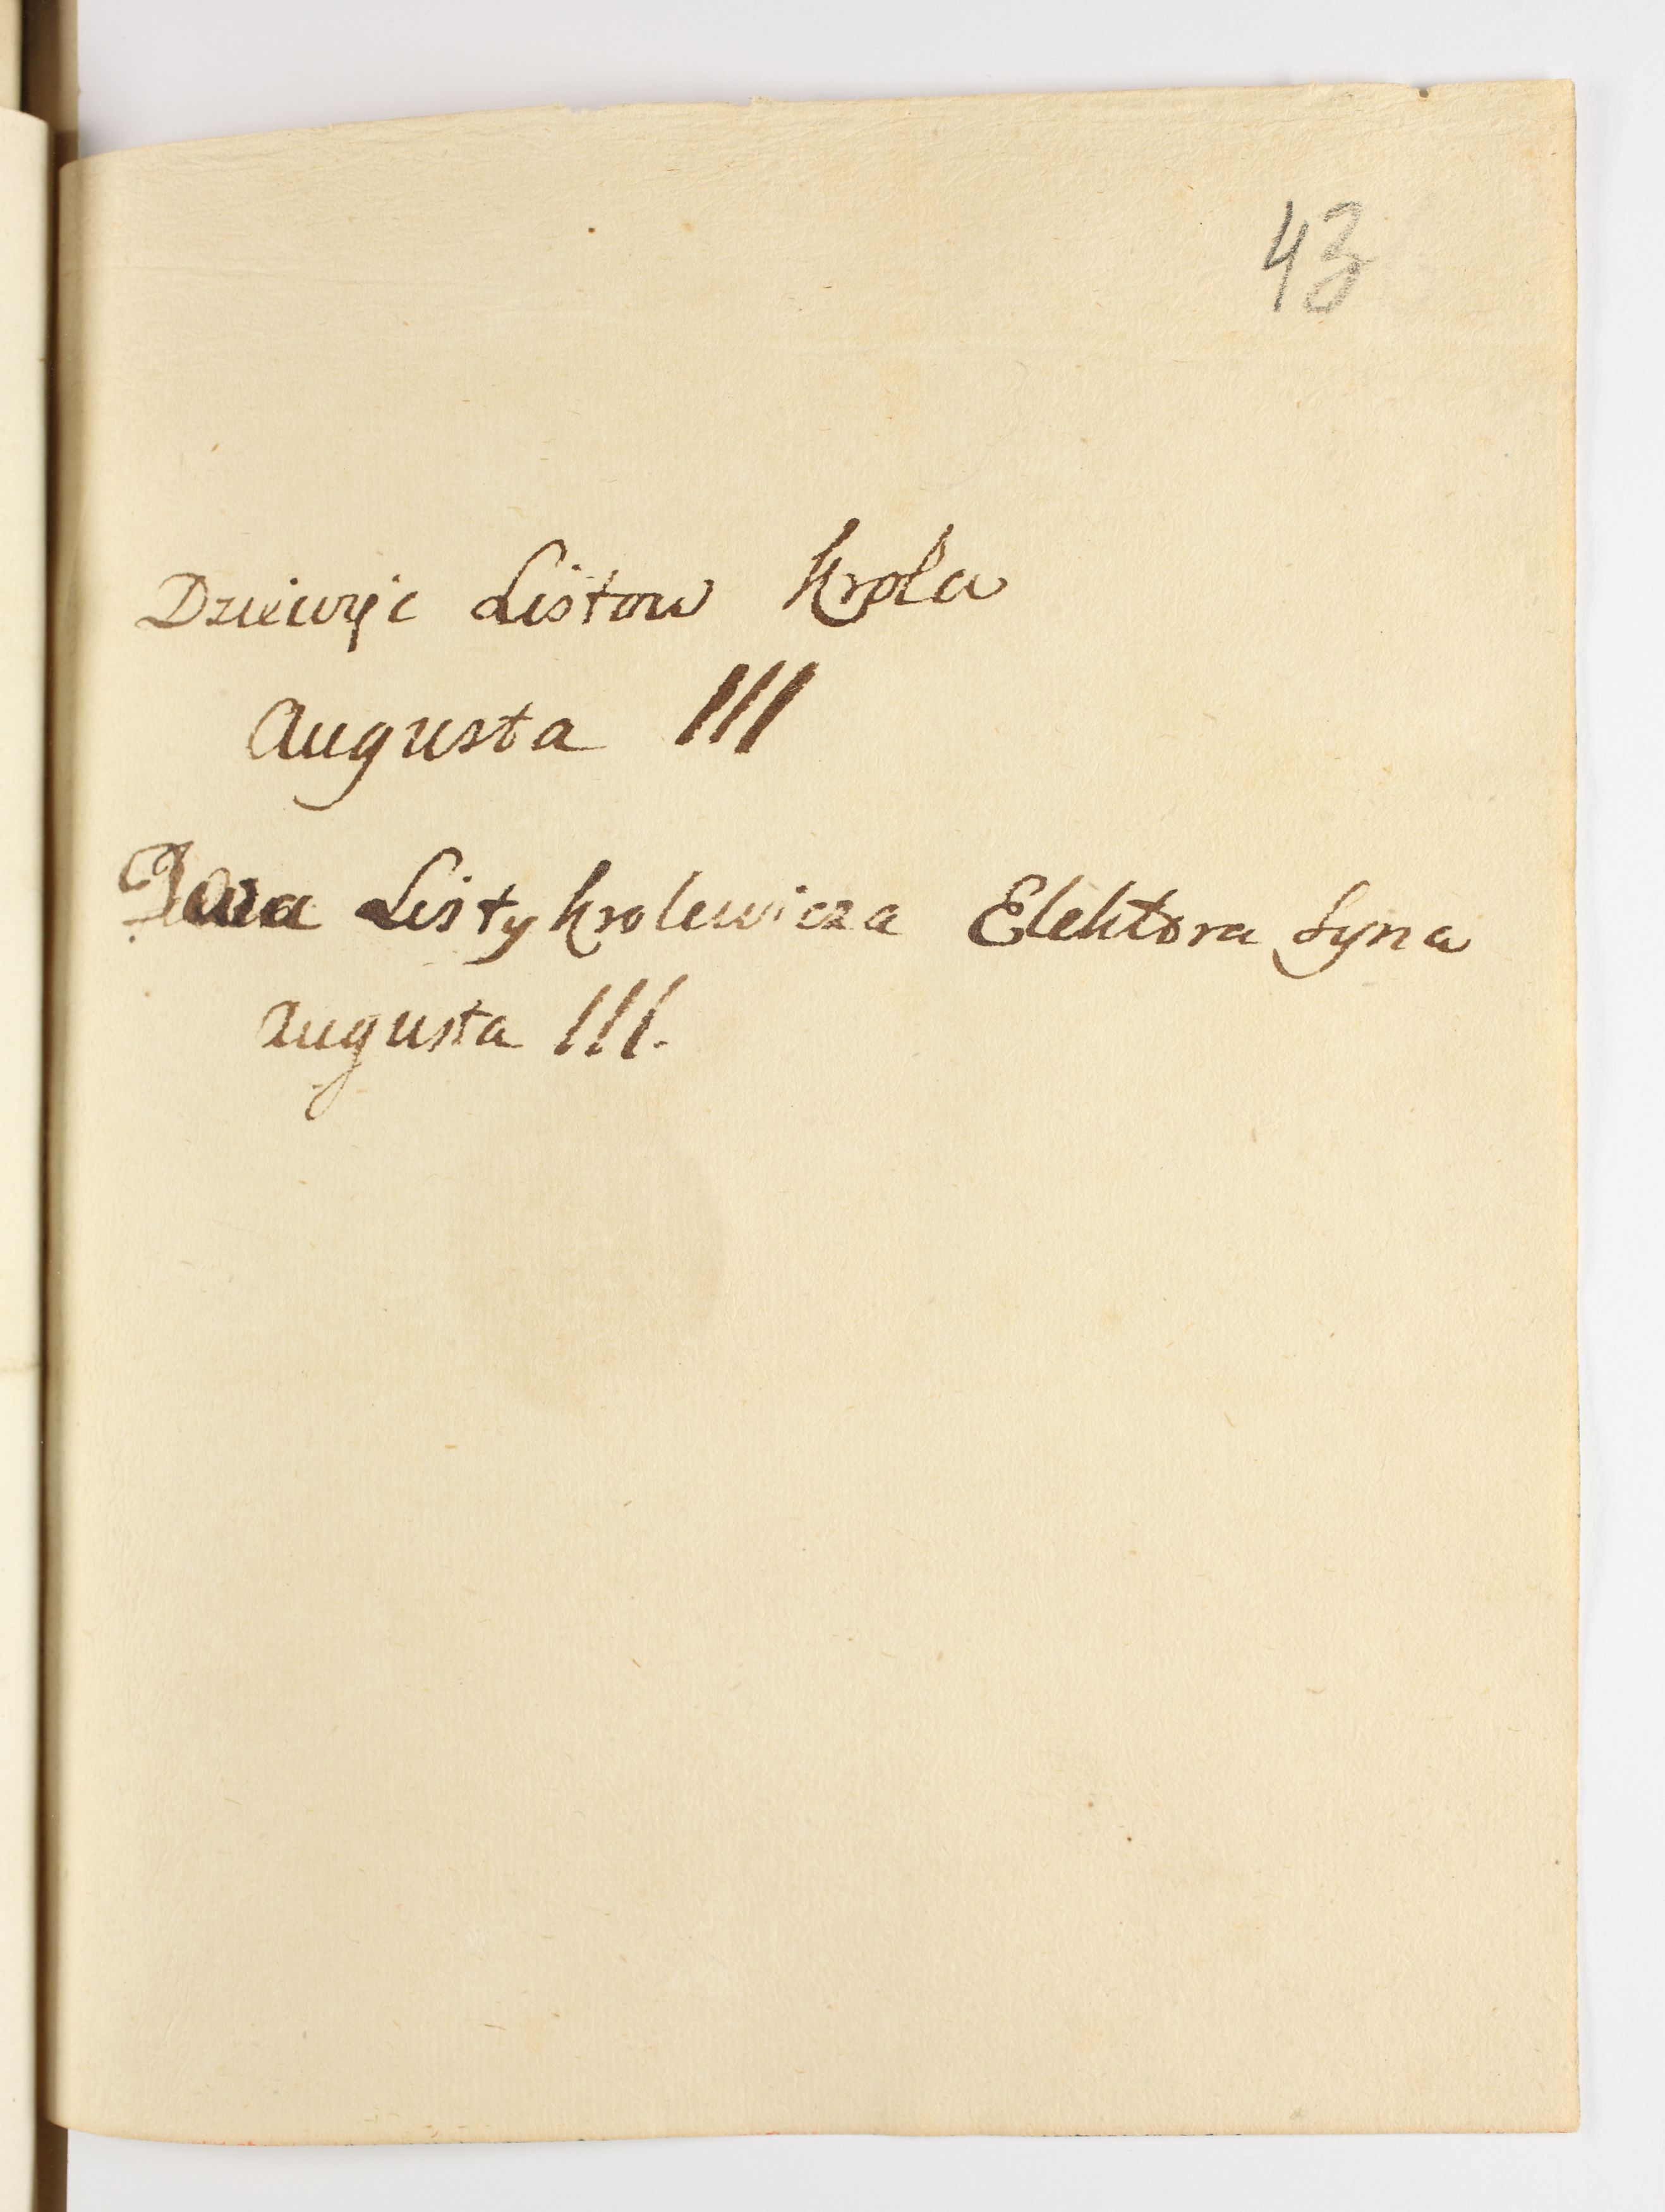 43
Dziewięc Listow krola
Augusta III
Dwa Listy krolewicza Elektora Syna
Augusta III.